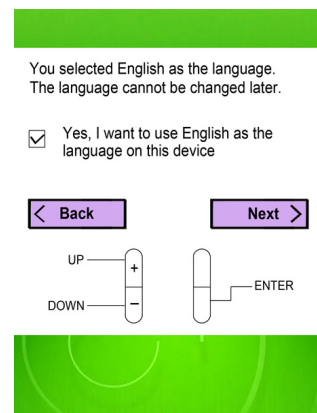 You selected English as the language.
The language cannot be changed later.
Yes, I want to use English as the
language on this device
< Back
Next >
UP
+
ENTER
DOWN
−